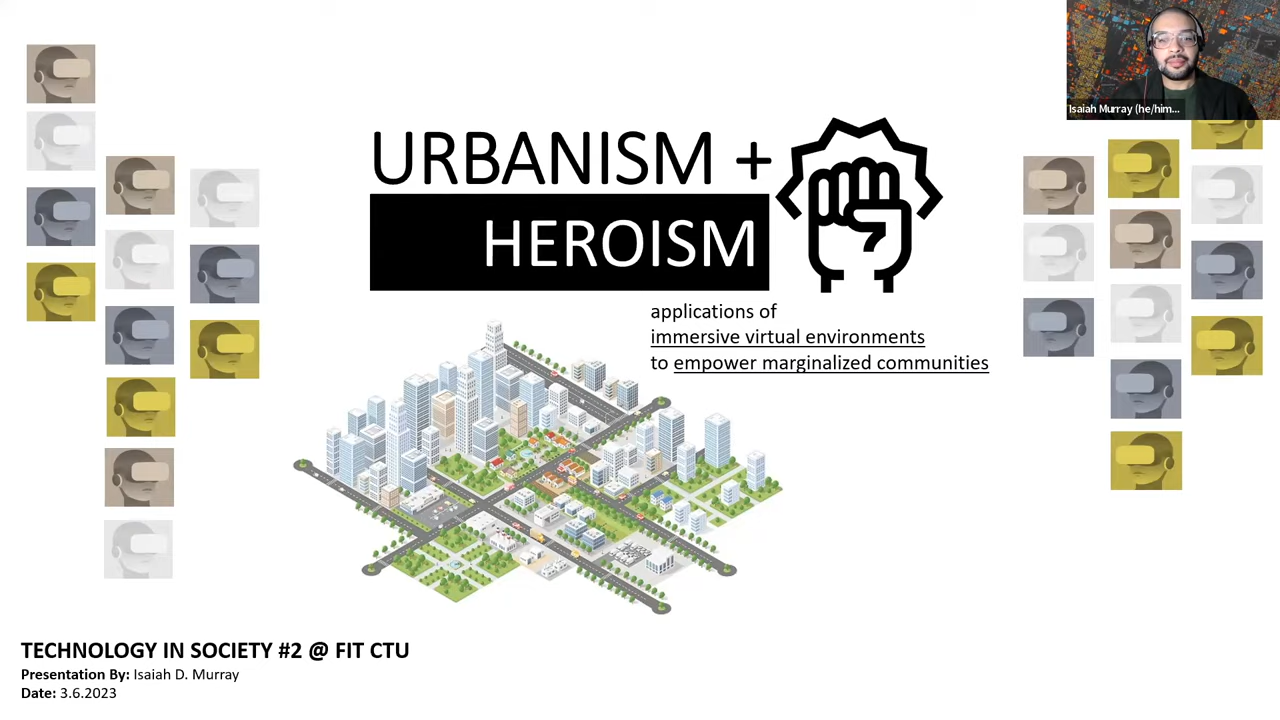 Isaiah Murray (he/him...
URBANISM +
HEROISM
applications of
immersive virtual environments
to empower marginalized communities
TECHNOLOGY IN SOCIETY #2 @ FIT CTU
Presentation By: Isaiah D. Murray
Date: 3.6.2023